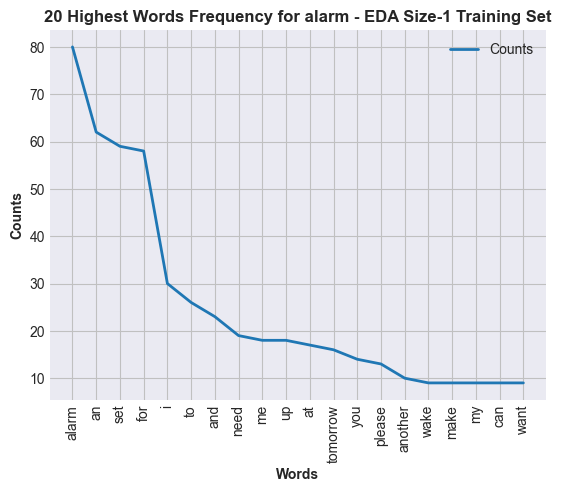 20 Highest Words Frequency for alarm - EDA Size-1 Training Set
Counts
80
70
60
50
40
30
20
10
Counts
alarm
an
set
for
i
to
and
need
me
up
at
tomorrow
you
please
another
wake
make
my
can
want
Words